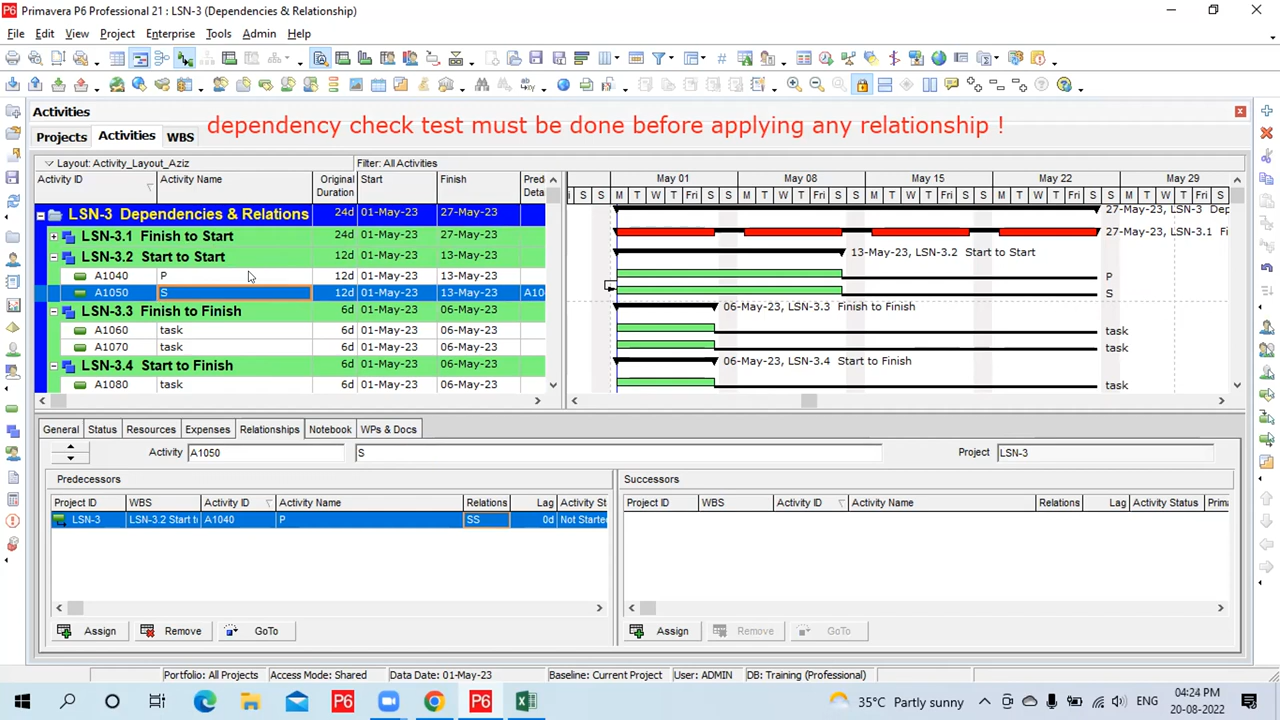 Primavera P6 Professional 21 : LSN-3 (Dependencies & Relationship)
File Edit View Project Enterprise Tools Admin Help
Activities
dependency check test must be done before applying any relationship !
Projects Activities WBS
Layout: Activity_Layout_Aziz Filter: All Activities
Activity ID Activity Name Original Duration Start Finish Pred Deta
May 01 May 08 May 15 May 22 May 29
S S M T W T Fri S S M T W T Fri S S M T W T Fri S S M T W T Fri S S M T W T Fri S
LSN-3 Dependencies & Relations 24d 01-May-23 27-May-23 27-May-23, LSN-3 Dep
LSN-3.1 Finish to Start 24d 01-May-23 27-May-23 27-May-23, LSN-3.1 Fi
LSN-3.2 Start to Start 12d 01-May-23 13-May-23 13-May-23, LSN-3.2 Start to Start
A1040 P 12d 01-May-23 13-May-23 P
A1050 S 12d 01-May-23 13-May-23 A10 S
LSN-3.3 Finish to Finish 6d 01-May-23 06-May-23 06-May-23, LSN-3.3 Finish to Finish
A1060 task 6d 01-May-23 06-May-23 task
A1070 task 6d 01-May-23 06-May-23 task
LSN-3.4 Start to Finish 6d 01-May-23 06-May-23 06-May-23, LSN-3.4 Start to Finish
A1080 task 6d 01-May-23 06-May-23 task
General Status Resources Expenses Relationships Notebook WPs & Docs
Activity A1050 S Project LSN-3
Predecessors Successors
Project ID WBS Activity ID Activity Name Relations Lag Activity St Project ID WBS Activity ID Activity Name Relations Lag Activity Status Prima
LSN-3 LSN-3.2 Start t A1040 P SS 0d Not Starte
Assign Remove GoTo Assign Remove GoTo
Portfolio: All Projects Access Mode: Shared Data Date: 01-May-23 Baseline: Current Project User: ADMIN DB: Training (Professional)
35°C Partly sunny ENG 04:24 PM
20-08-2022